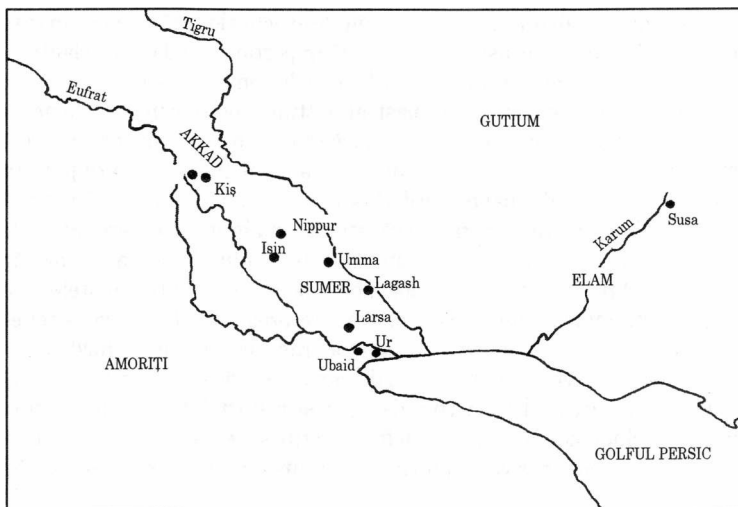 Tigru
Eufrat
GUTIUM
AKKAD
Kiș
Susa
Karum
Nippur
Isin
Umma
ELAM
SUMER
Lagash
Larsa
Ur
AMORIȚI
Ubaid
GOLFUL PERSIC